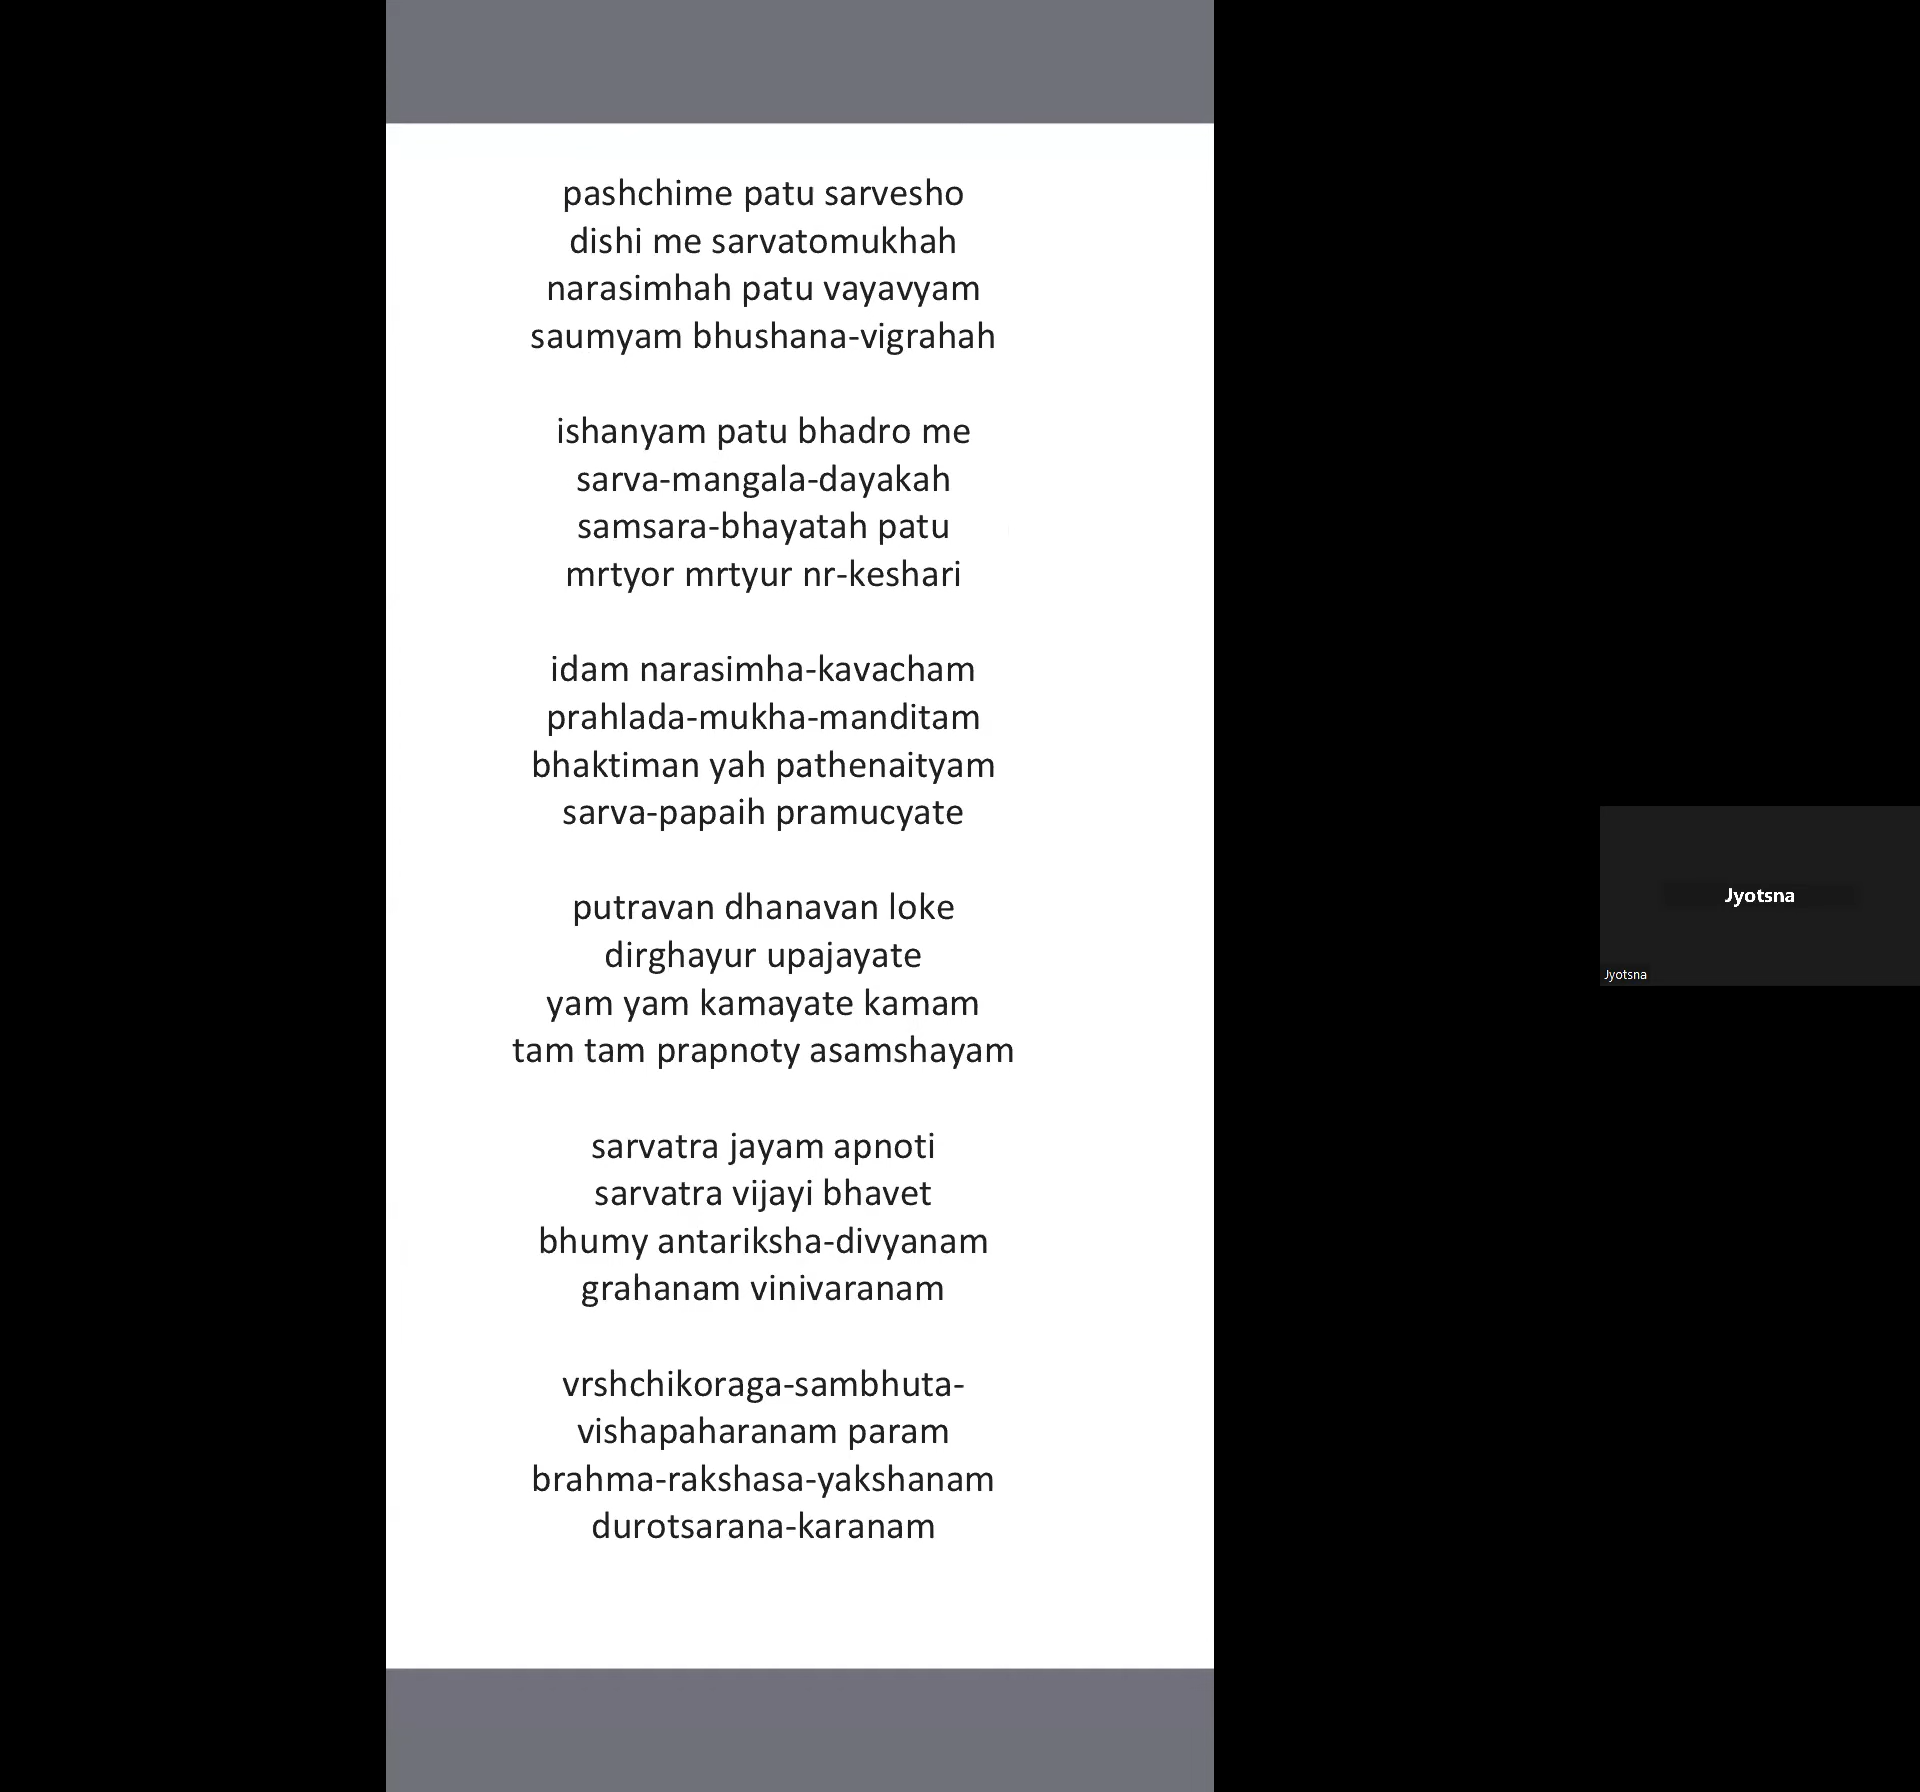 pashchime patu sarvesho
dishi me sarvatomukhah
narasimhah patu vayavyam
saumyam bhushana-vigrahah
ishanyam patu bhadro me
sarva-mangala-dayakah
samsara-bhayatah patu
mrtyor mrtyur nr-keshari
idam narasimha-kavacham
prahlada-mukha-manditam
bhaktiman yah pathenaityam
sarva-papaih pramucyate
putravan dhanavan loke
dirghayur upajayate
yam yam kamayate kamam
tam tam prapnoty asamshayam
sarvatra jayam apnoti
sarvatra vijayi bhavet
bhumy antariksha-divyanam
grahanam vinivaranam
vrshchikoraga-sambhuta-
vishapaharanam param
brahma-rakshasa-yakshanam
durotsarana-karanam
Jyotsna
Jyotsna